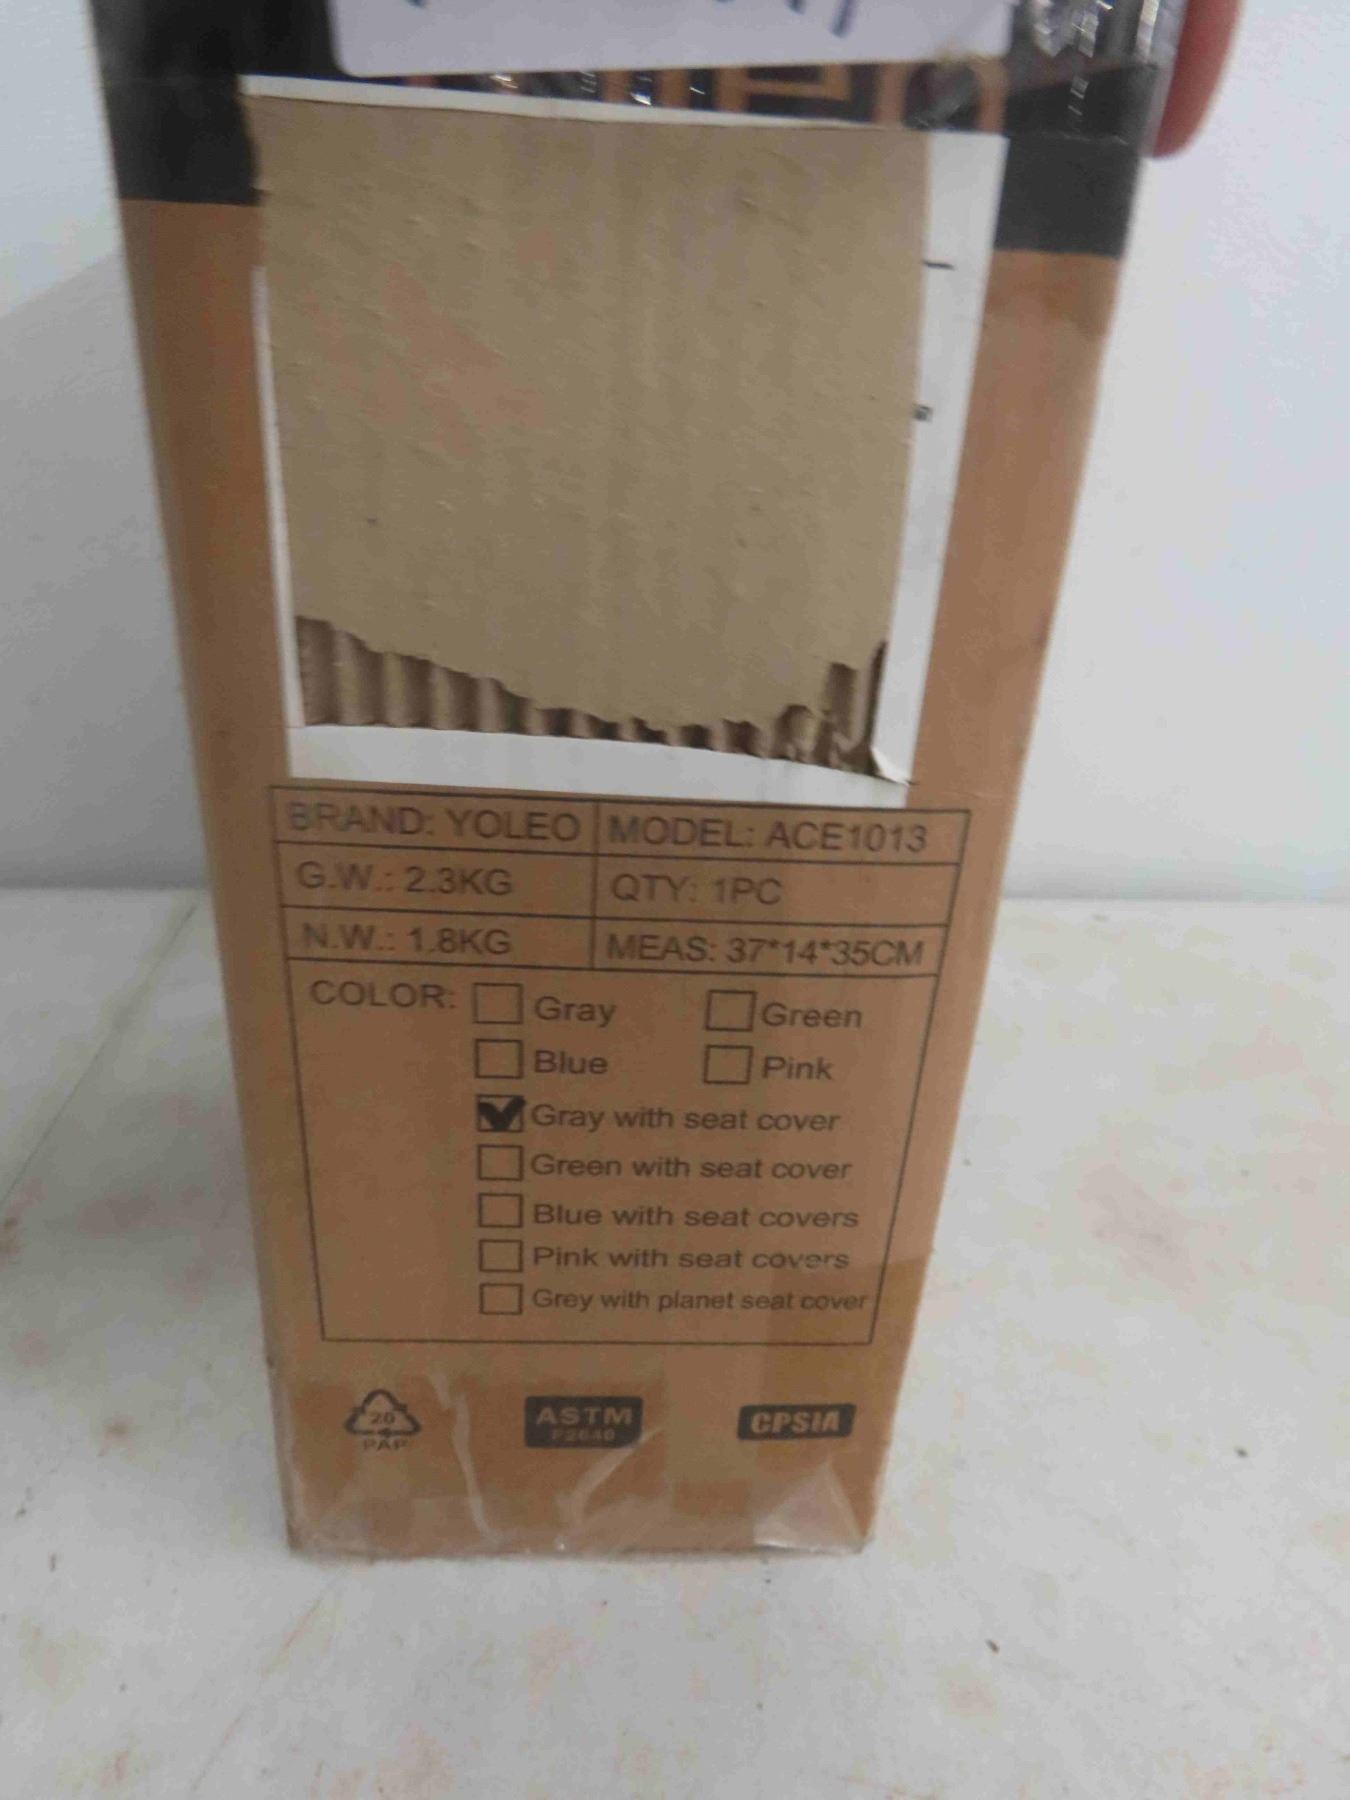 BRAND: YOLEO MODEL: ACE1013
G.W.: 2.3KG QTY: 1PC
N.W.: 1.8KG MEAS: 37*14*35CM
COLOR: Gray Green
Blue Pink
Gray with seat cover
Green with seat cover
Blue with seat covers
Pink with seat covers
Grey with planet seat cover
20
PAP
ASTM
F2640
CPSIA